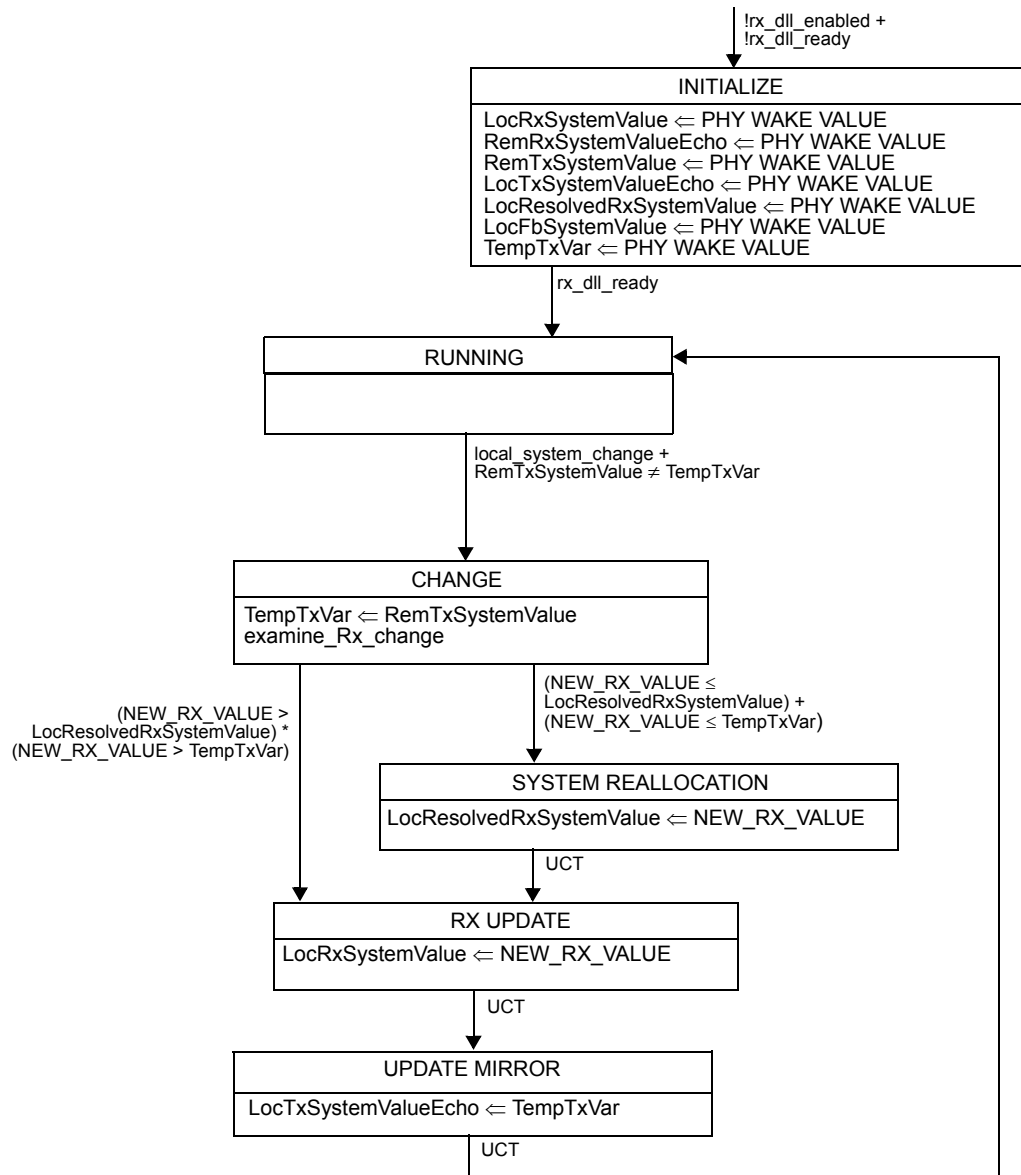 !rx_dll_enabled +
!rx_dll_ready
INITIALIZE
LocRxSystemValue ⇐ PHY WAKE VALUE
RemRxSystemValueEcho ⇐ PHY WAKE VALUE
RemTxSystemValue ⇐ PHY WAKE VALUE
LocTxSystemValueEcho ⇐ PHY WAKE VALUE
LocResolvedRxSystemValue ⇐ PHY WAKE VALUE
LocFbSystemValue ⇐ PHY WAKE VALUE
TempTxVar ⇐ PHY WAKE VALUE
rx_dll_ready
RUNNING
local_system_change +
RemTxSystemValue ≠ TempTxVar
CHANGE
TempTxVar ⇐ RemTxSystemValue
examine_Rx_change
(NEW_RX_VALUE >
LocResolvedRxSystemValue) *
(NEW_RX_VALUE > TempTxVar)
(NEW_RX_VALUE ≤
LocResolvedRxSystemValue) +
(NEW_RX_VALUE ≤ TempTxVar)
SYSTEM REALLOCATION
LocResolvedRxSystemValue ⇐ NEW_RX_VALUE
UCT
RX UPDATE
LocRxSystemValue ⇐ NEW_RX_VALUE
UCT
UPDATE MIRROR
LocTxSystemValueEcho ⇐ TempTxVar
UCT